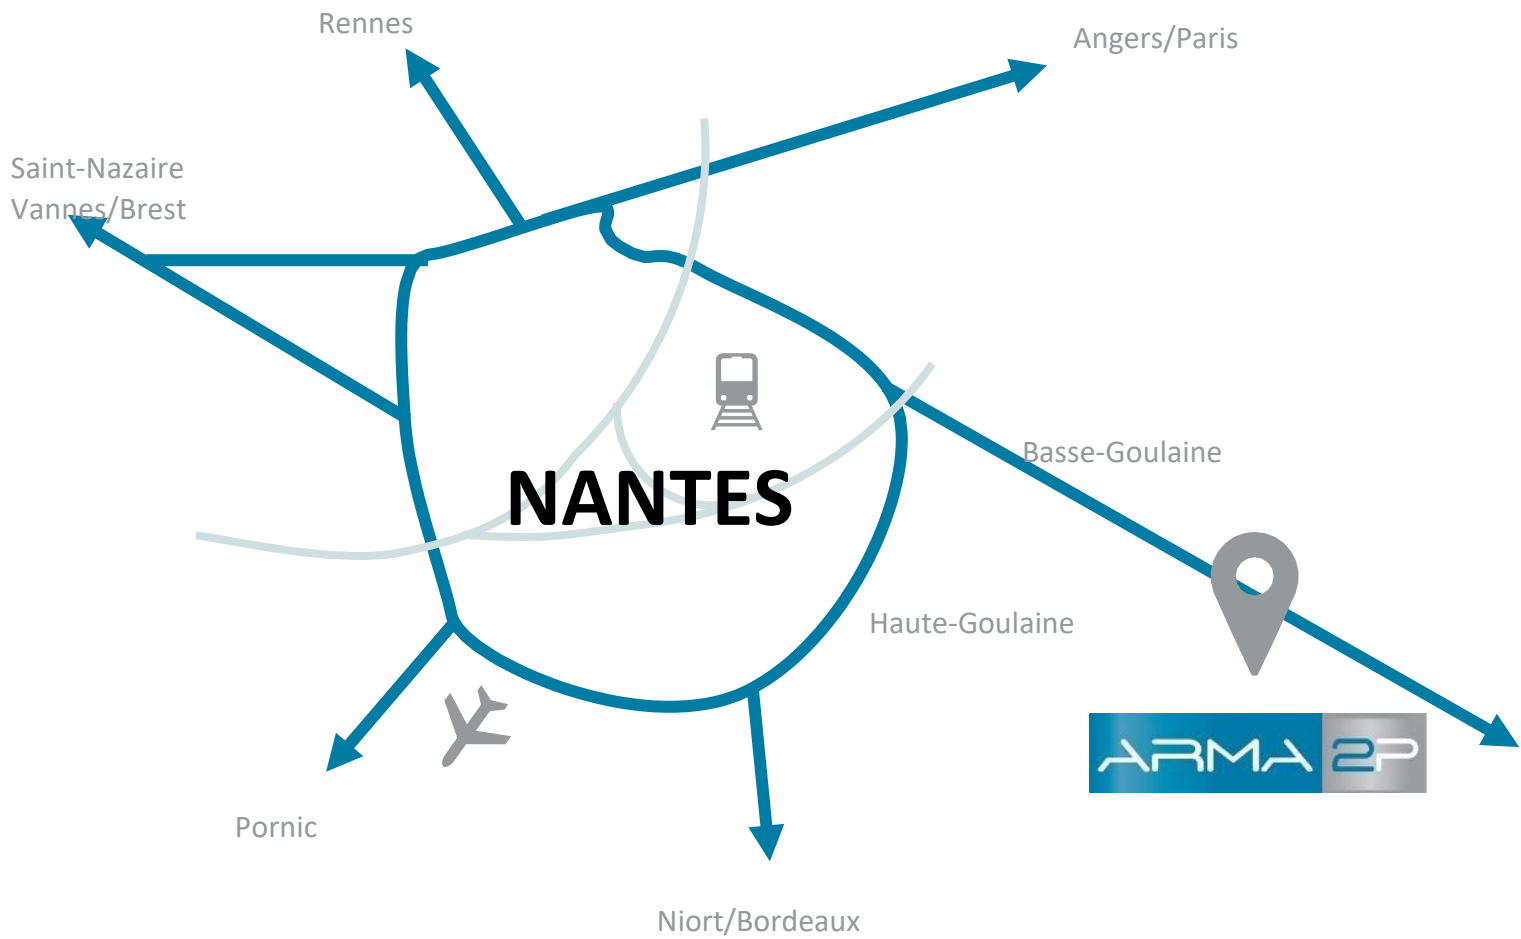 Rennes
Angers/Paris
Saint-Nazaire
Vannes/Brest
Basse-Goulaine
NANTES
Haute-Goulaine
ARMA 2P
Pornic
Niort/Bordeaux